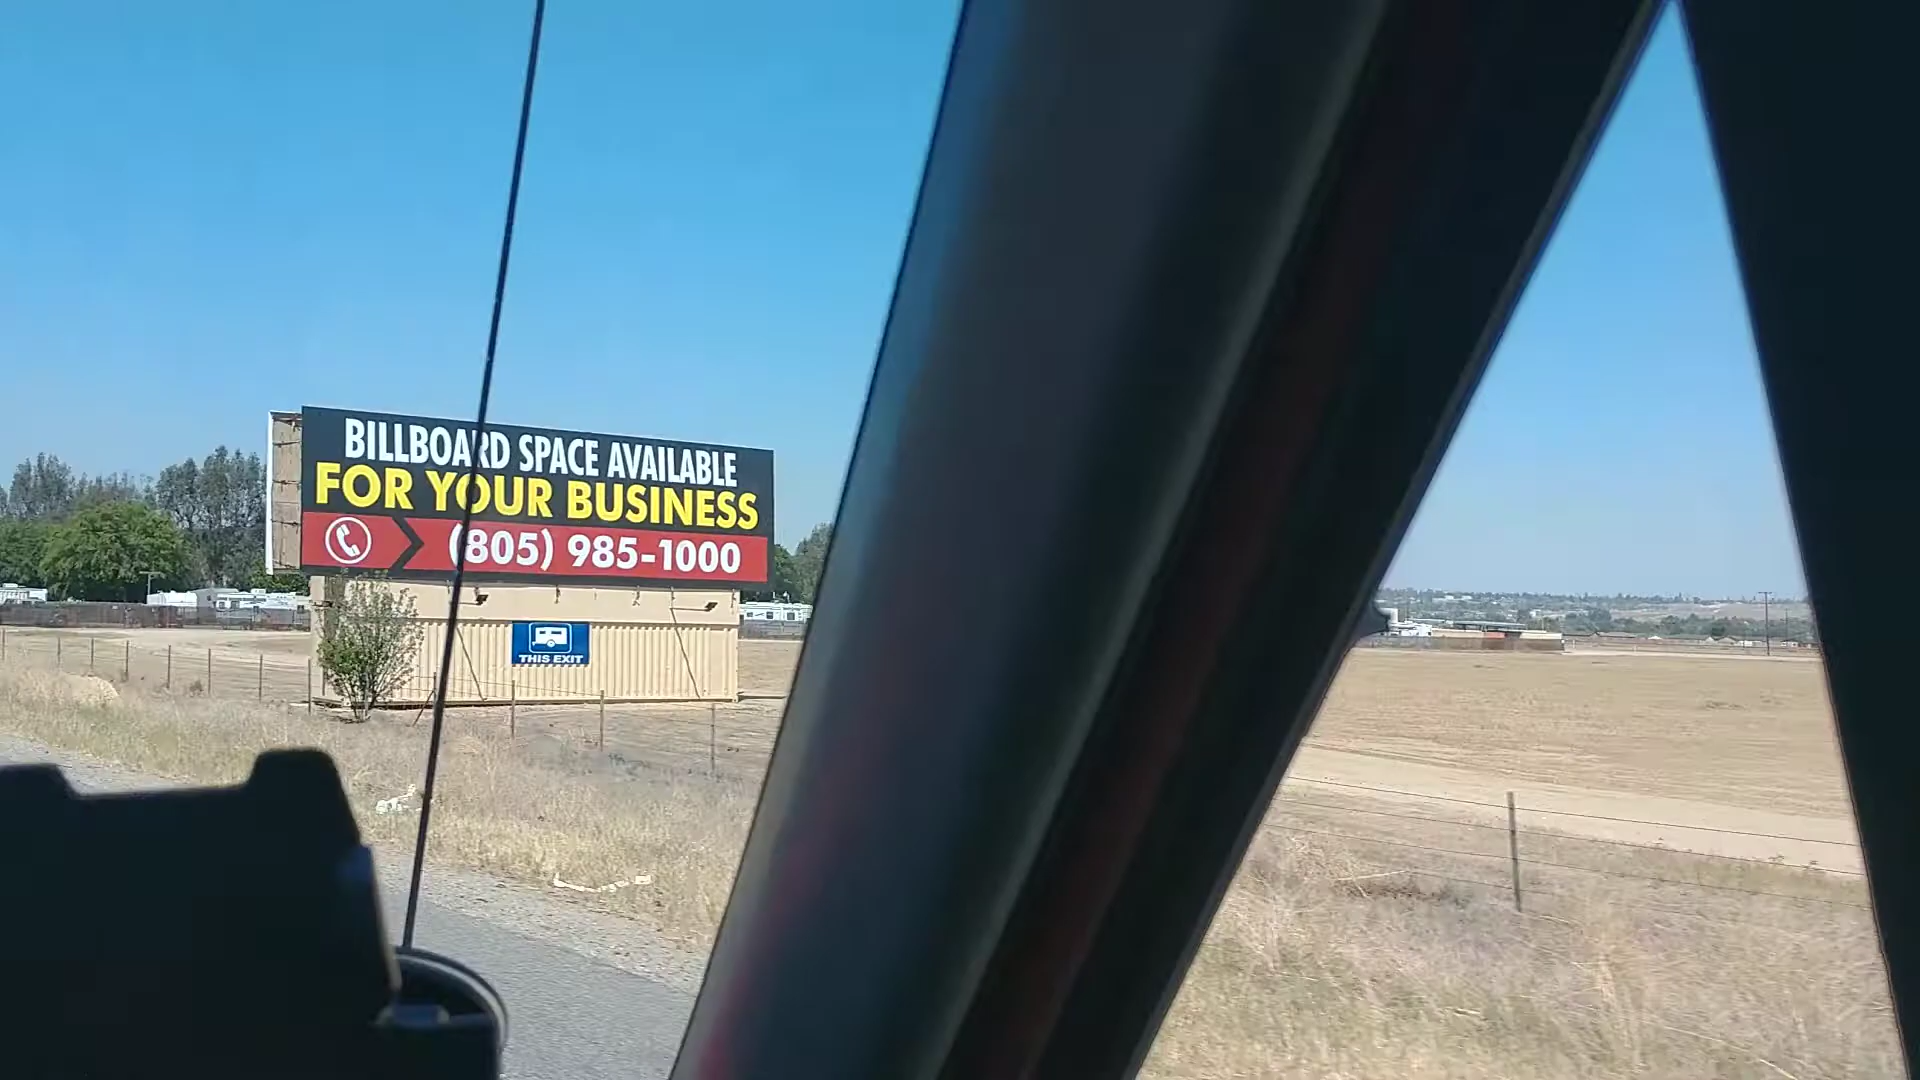 BILLBOARD SPACE AVAILABLE
FOR YOUR BUSINESS
(805) 985-1000
THIS EXIT